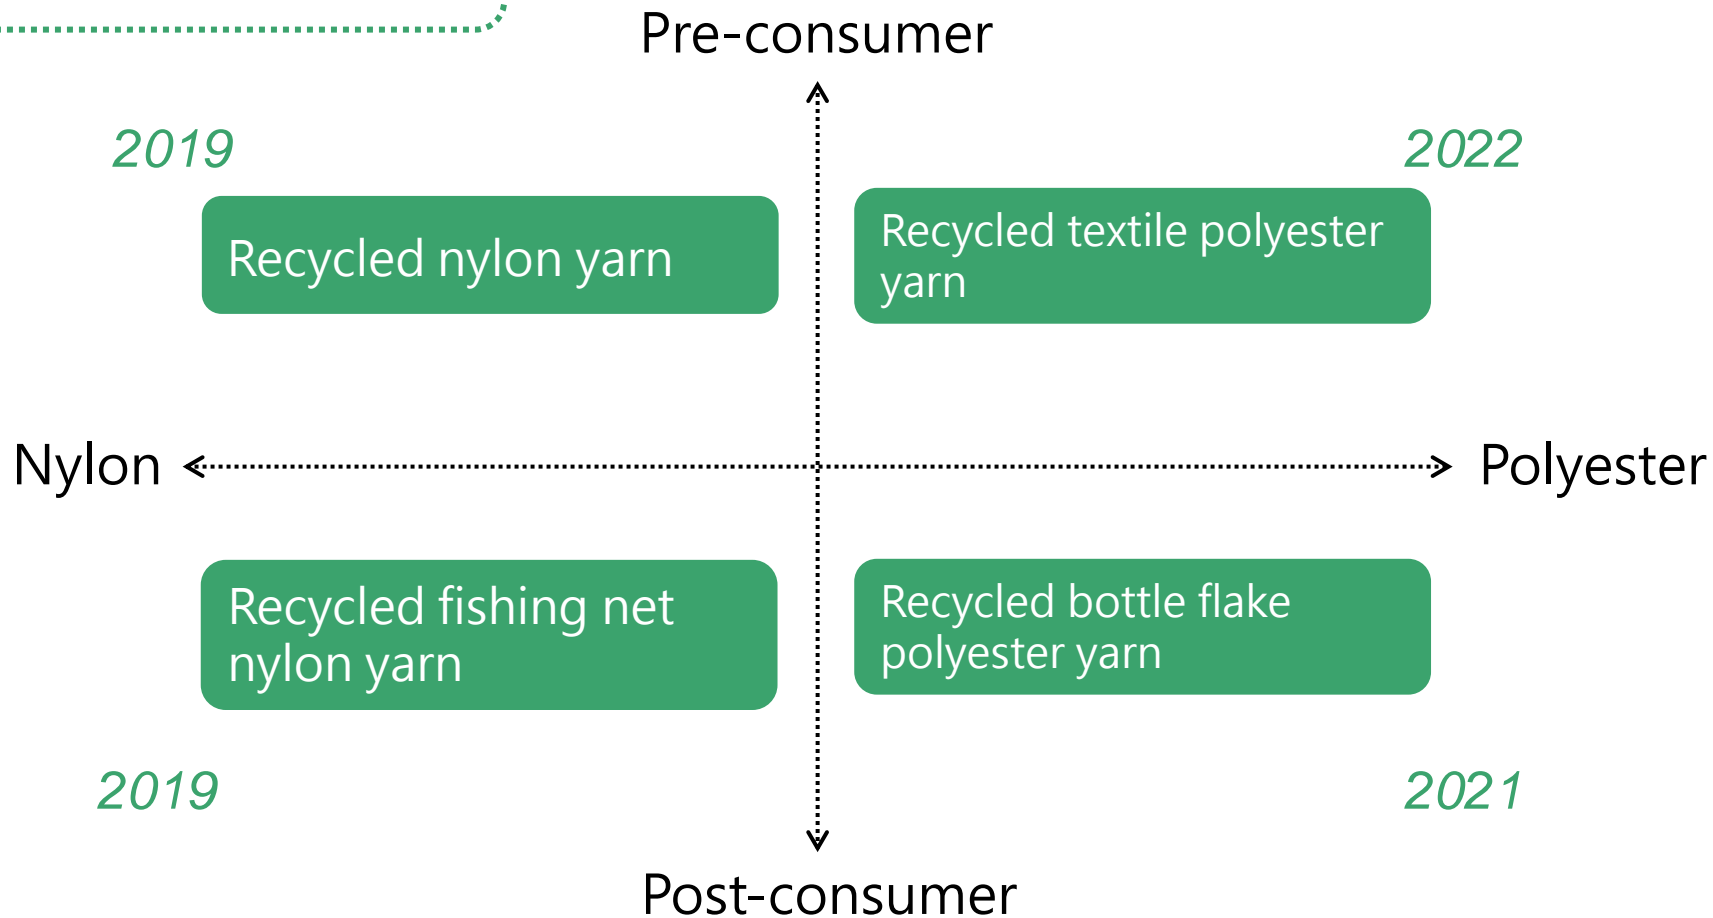 Pre-consumer
2019
2022
Recycled nylon yarn
Recycled textile polyester
yarn
Nylon
Polyester
Recycled fishing net
nylon yarn
Recycled bottle flake
polyester yarn
2019
2021
Post-consumer